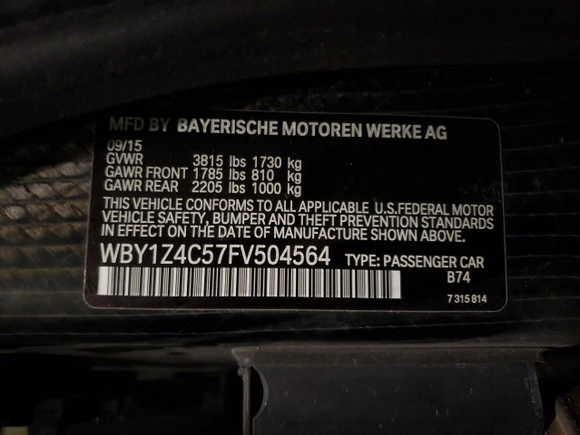 MFD BY BAYERISCHE MOTOREN WERKE AG
09/15
GVWR 3815 lbs 1730 kg
GAWR FRONT 1785 lbs 810 kg
GAWR REAR 2205 lbs 1000 kg
THIS VEHICLE CONFORMS TO ALL APPLICABLE U.S.FEDERAL MOTOR
VEHICLE SAFETY, BUMPER AND THEFT PREVENTION STANDARDS
IN EFFECT ON THE DATE OF MANUFACTURE SHOWN ABOVE.
WBY1Z4C57FV504564 TYPE: PASSENGER CAR
B74
7 315 814